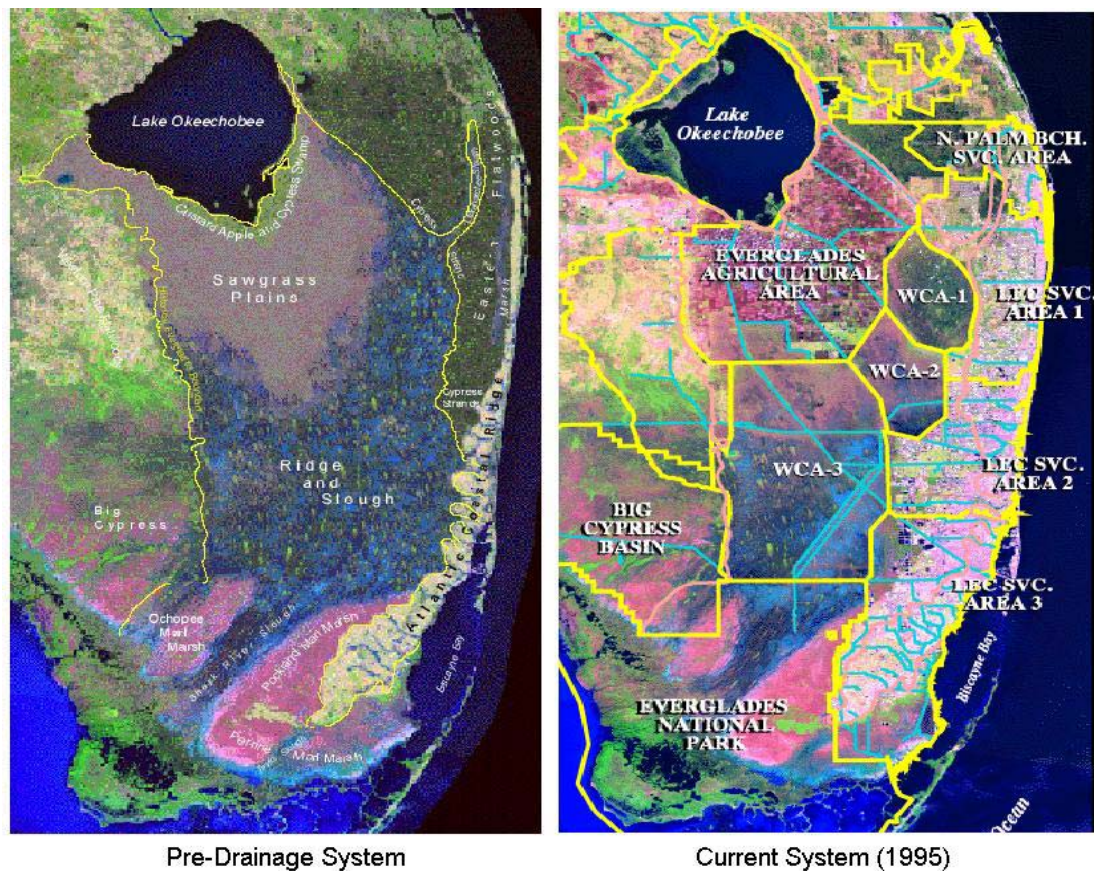 Lake Okeechobee
Custard Apple and Cypress Swamp
Flatwoods
Sawgrass
Plains
Eastern
Marsh
Cypress
Strands
Ridge
and
Slough
Atlantic Coastal Ridge
Big
Cypress
Ochopee
Marl
Marsh
Shark River Slough
Rockland Marl Marsh
Biscayne Bay
Perrine
Marl Marsh
Pre-Drainage System
Lake
Okeechobee
N. PALM BCH.
SVC. AREA
EVERGLADES
AGRICULTURAL
AREA
WCA-1
LEC SVC.
AREA 1
WCA-2
WCA-3
LEC SVC.
AREA 2
BIG
CYPRESS
BASIN
LEC SVC.
AREA 3
Biscayne Bay
EVERGLADES
NATIONAL
PARK
Ocean
Current System (1995)